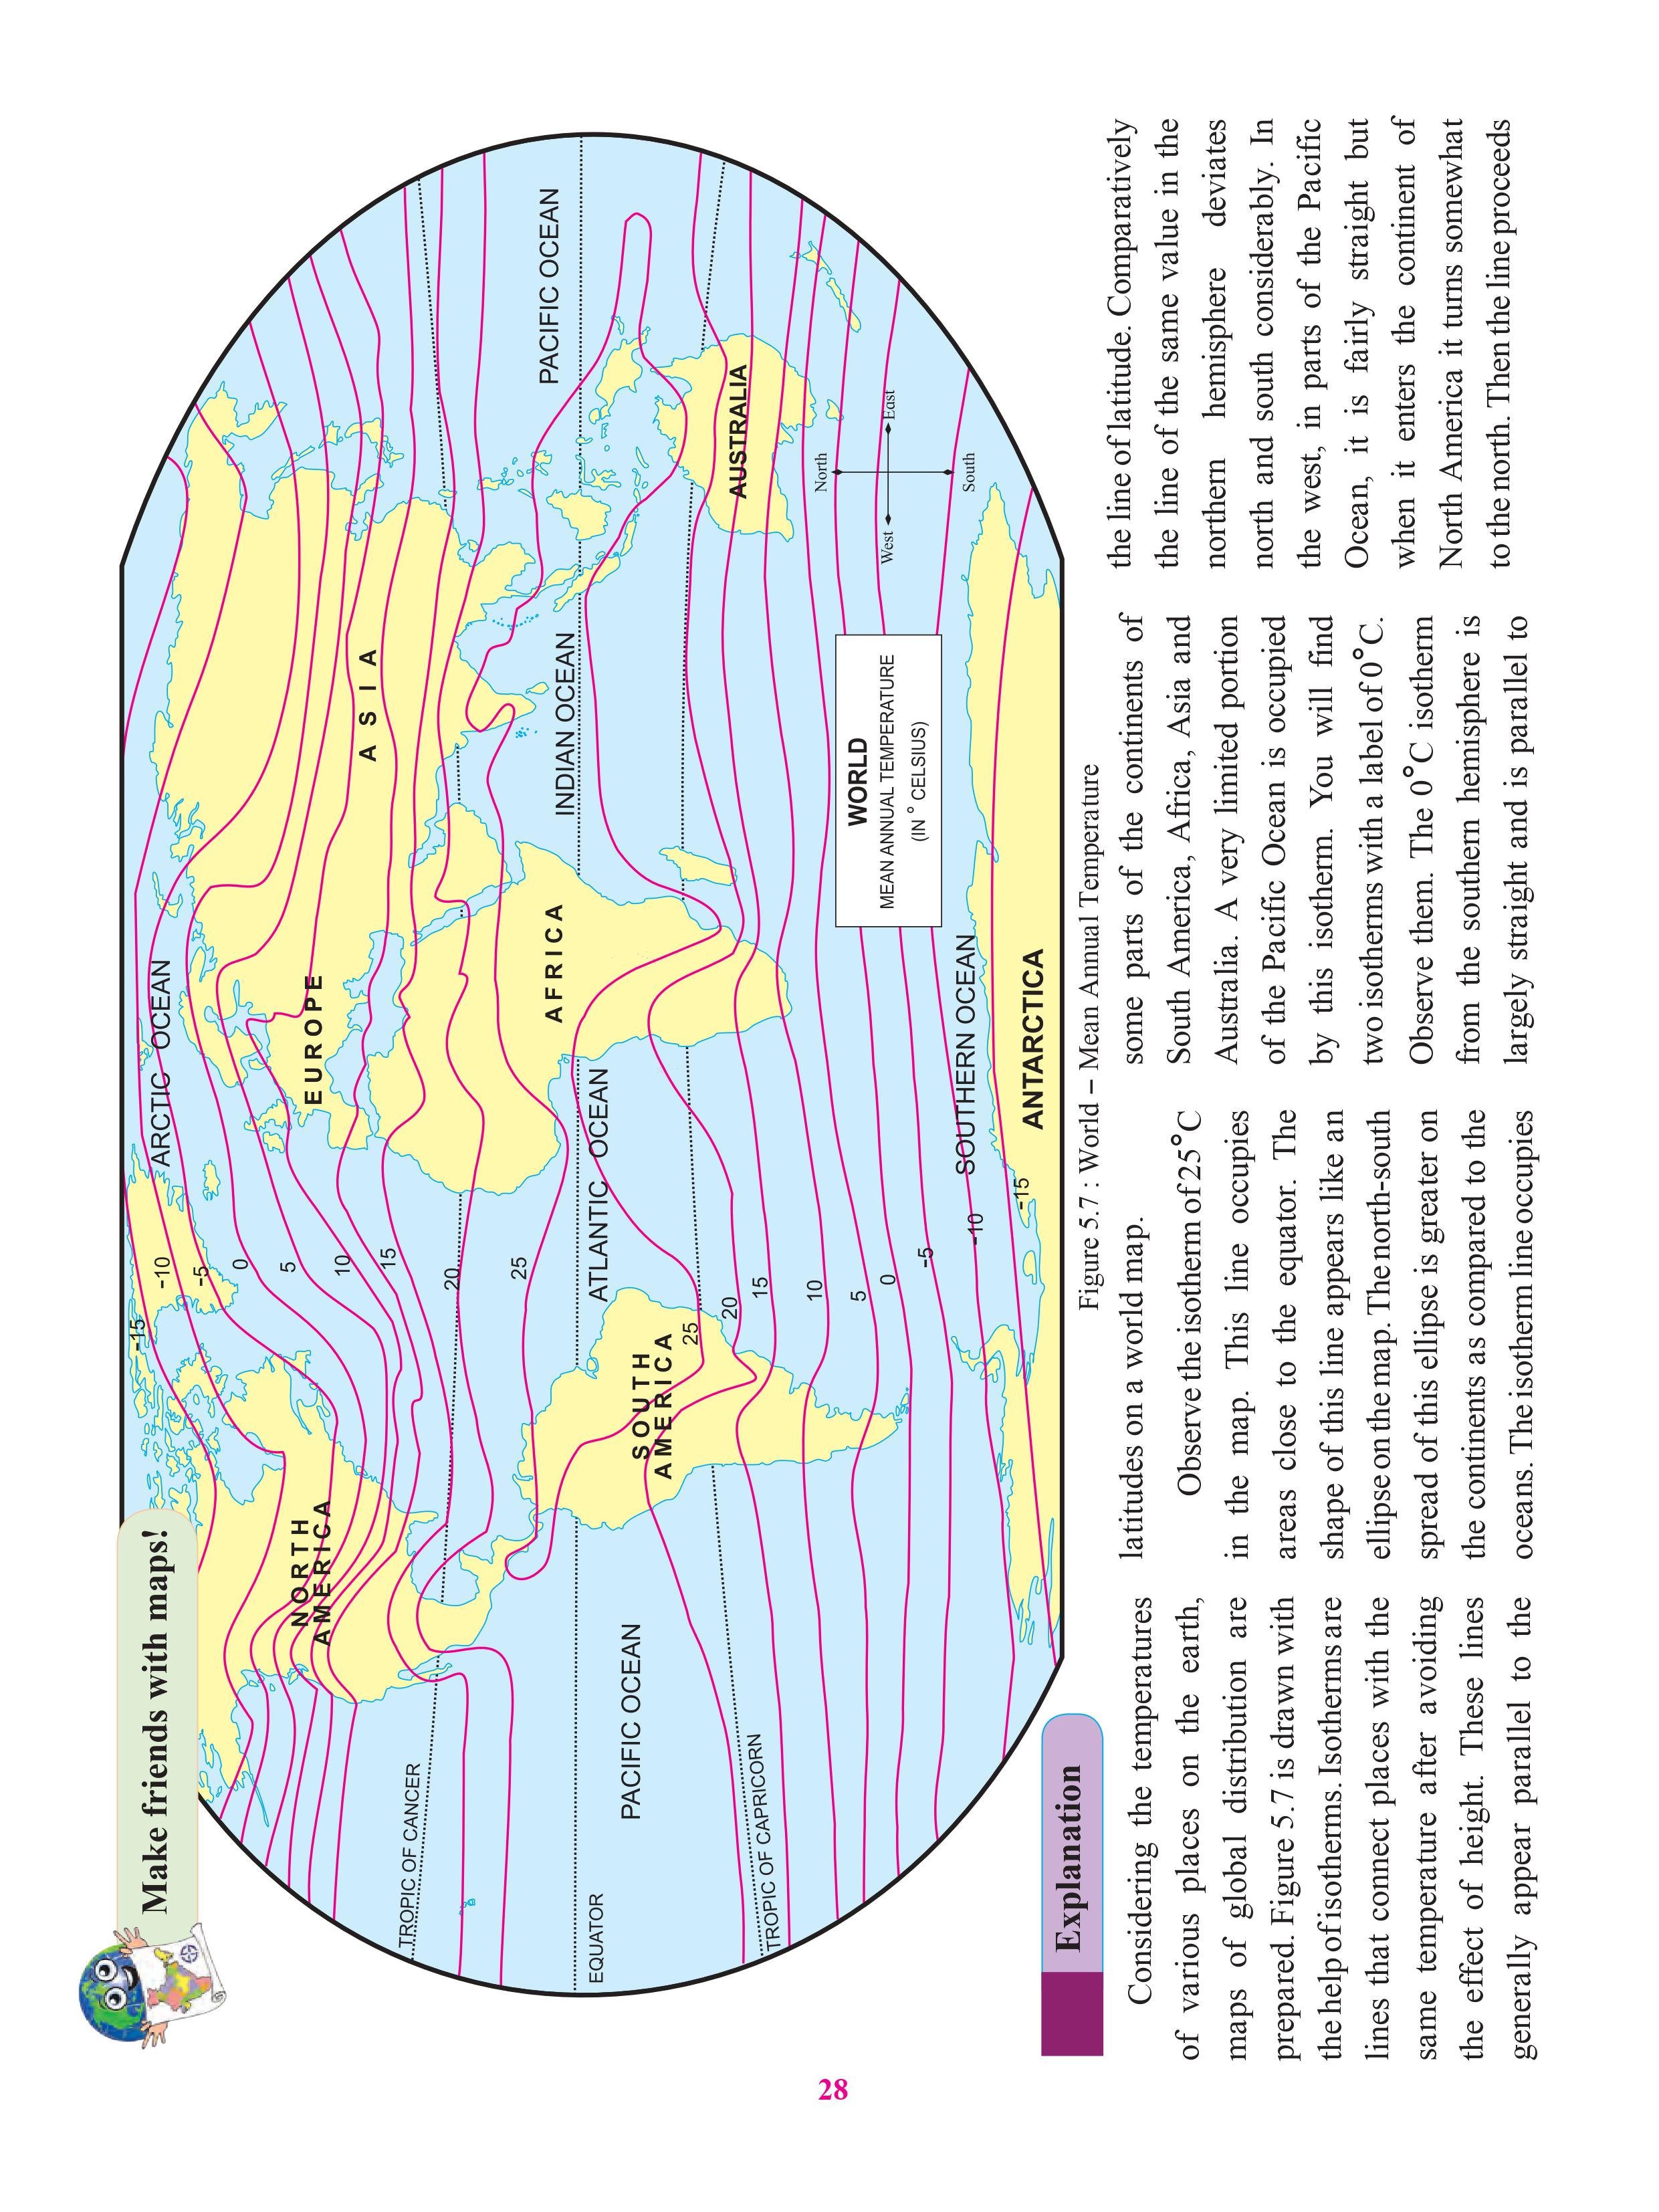 Make friends with maps!
ARCTIC OCEAN
-15
-10
-5
0
5
10
15
20
25
NORTH
AMERICA
EUROPE
ASIA
AFRICA
TROPIC OF CANCER
PACIFIC OCEAN
ATLANTIC OCEAN
INDIAN OCEAN
PACIFIC OCEAN
EQUATOR
SOUTH
AMERICA
AUSTRALIA
TROPIC OF CAPRICORN
25
20
15
10
5
0
-5
-10
-15
WORLD
MEAN ANNUAL TEMPERATURE
(IN ° CELSIUS)
North
West
East
South
SOUTHERN OCEAN
ANTARCTICA
Figure 5.7 : World – Mean Annual Temperature
Explanation
Considering the temperatures
of various places on the earth,
maps of global distribution are
prepared. Figure 5.7 is drawn with
the help of isotherms. Isotherms are
lines that connect places with the
same temperature after avoiding
the effect of height. These lines
generally appear parallel to the
latitudes on a world map.
Observe the isotherm of 25°C
in the map. This line occupies
areas close to the equator. The
shape of this line appears like an
ellipse on the map. The north-south
spread of this ellipse is greater on
the continents as compared to the
oceans. The isotherm line occupies
some parts of the continents of
South America, Africa, Asia and
Australia. A very limited portion
of the Pacific Ocean is occupied
by this isotherm. You will find
two isotherms with a label of 0°C.
Observe them. The 0°C isotherm
from the southern hemisphere is
largely straight and is parallel to
the line of latitude. Comparatively
the line of the same value in the
northern hemisphere deviates
north and south considerably. In
the west, in parts of the Pacific
Ocean, it is fairly straight but
when it enters the continent of
North America it turns somewhat
to the north. Then the line proceeds
28